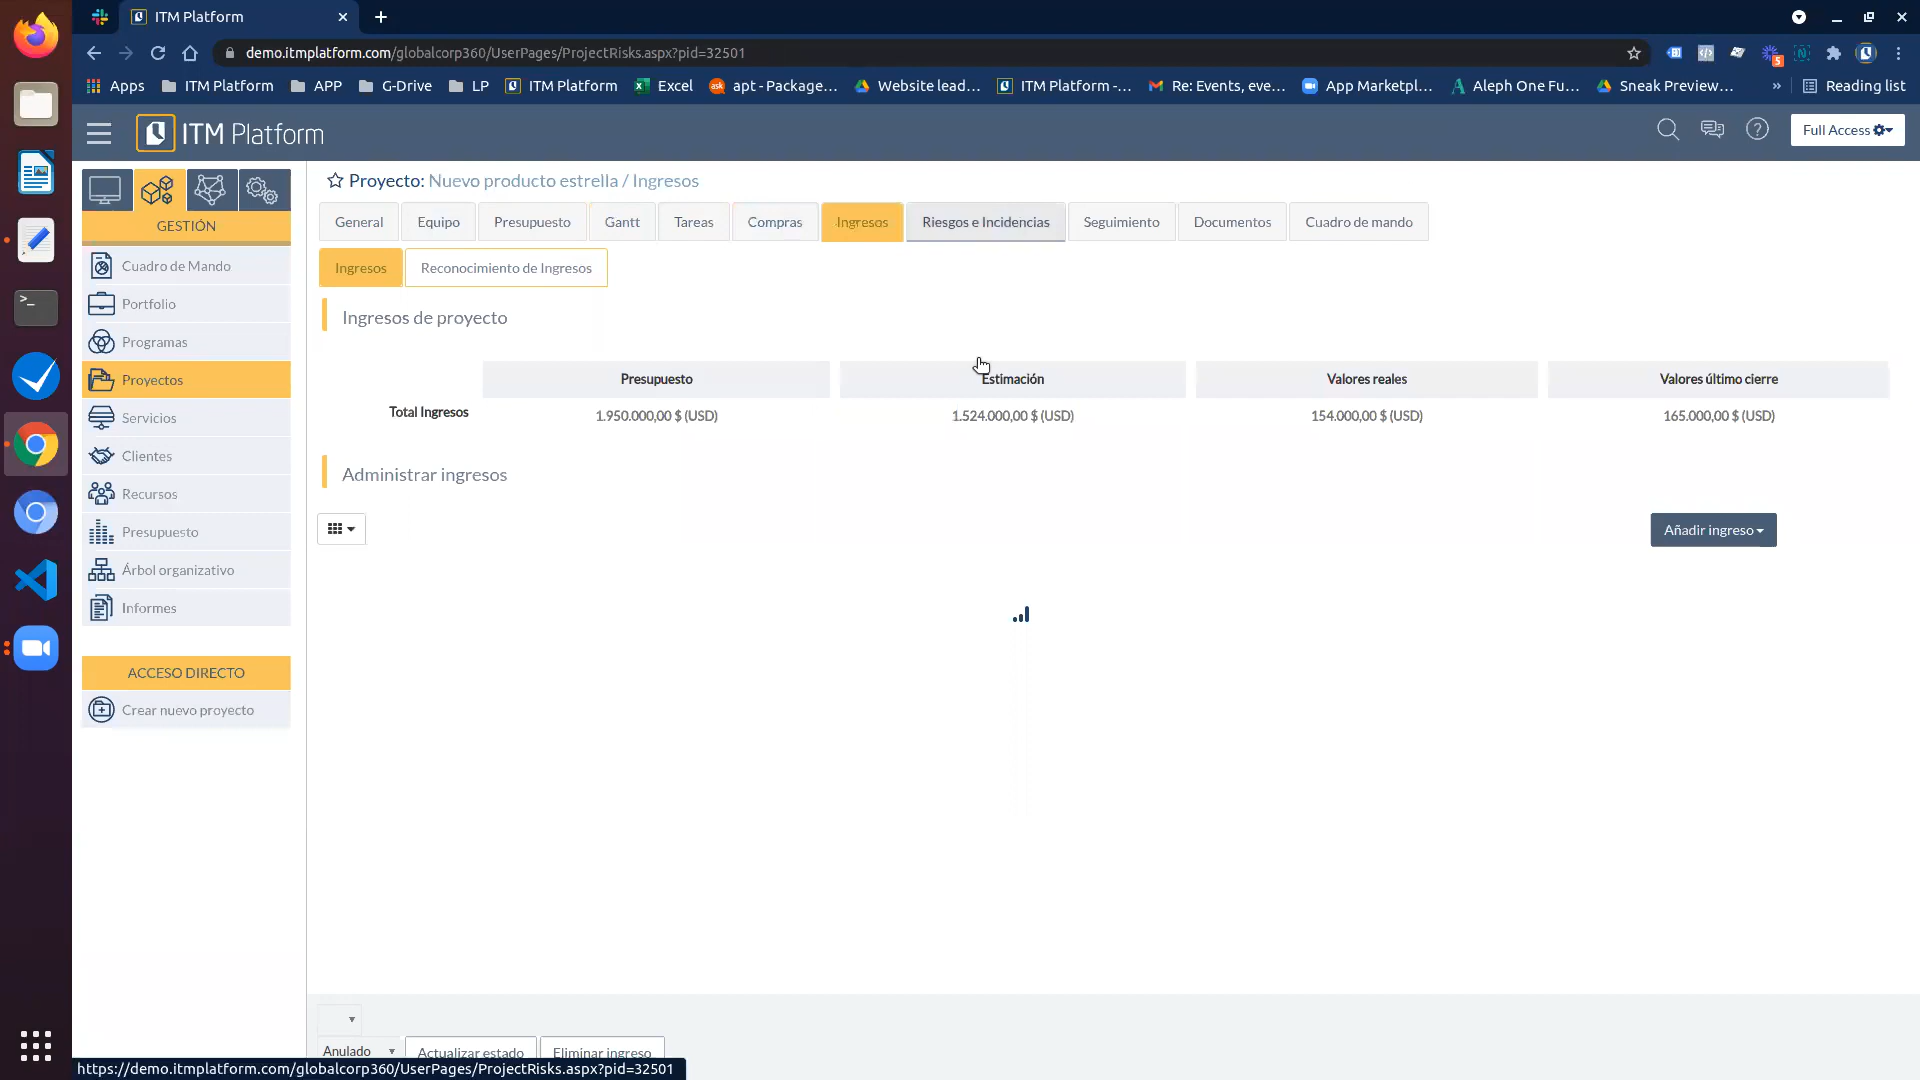 ITM Platform
demo.itmplatform.com/globalcorp360/UserPages/ProjectRisks.aspx?pid=32501
5
Apps ITM Platform APP G-Drive LP ITM Platform Excel apt - Package... Website lead... ITM Platform -... Re: Events, eve... App Marketpl... Aleph One Fu... Sneak Preview... » Reading list
ITM Platform
Full Access
Proyecto: Nuevo producto estrella / Ingresos
General Equipo Presupuesto Gantt Tareas Compras Ingresos Riesgos e Incidencias Seguimiento Documentos Cuadro de mando
GESTIÓN
Cuadro de Mando
Portfolio
Programas
Proyectos
Servicios
Clientes
Recursos
Presupuesto
Árbol organizativo
Informes
ACCESO DIRECTO
Crear nuevo proyecto
Ingresos Reconocimiento de Ingresos
Ingresos de proyecto
Presupuesto Estimación Valores reales Valores último cierre
Total Ingresos 1.950.000,00 $ (USD) 1.524.000,00 $ (USD) 154.000,00 $ (USD) 165.000,00 $ (USD)
Administrar ingresos
Añadir ingreso
Anulado Actualizar estado Eliminar ingreso
https://demo.itmplatform.com/globalcorp360/UserPages/ProjectRisks.aspx?pid=32501